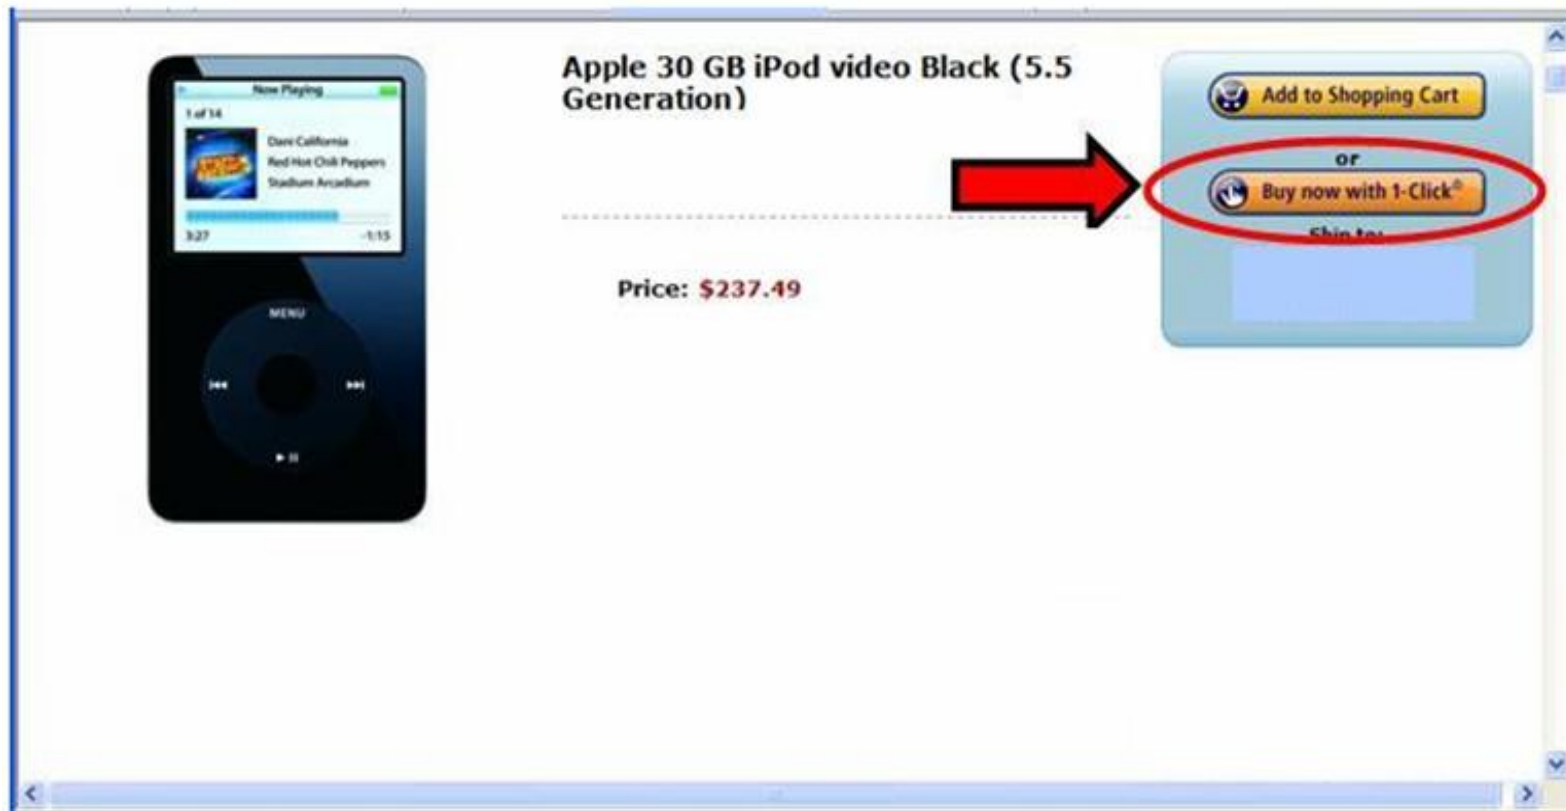 Now Playing
1 of 14
Dani California
Red Hot Chili Peppers
Stadium Arcadium
3:27
-1:15
MENU
Apple 30 GB iPod video Black (5.5
Generation)
Price: $237.49
Add to Shopping Cart
or
Buy now with 1-Click®
Ship to: